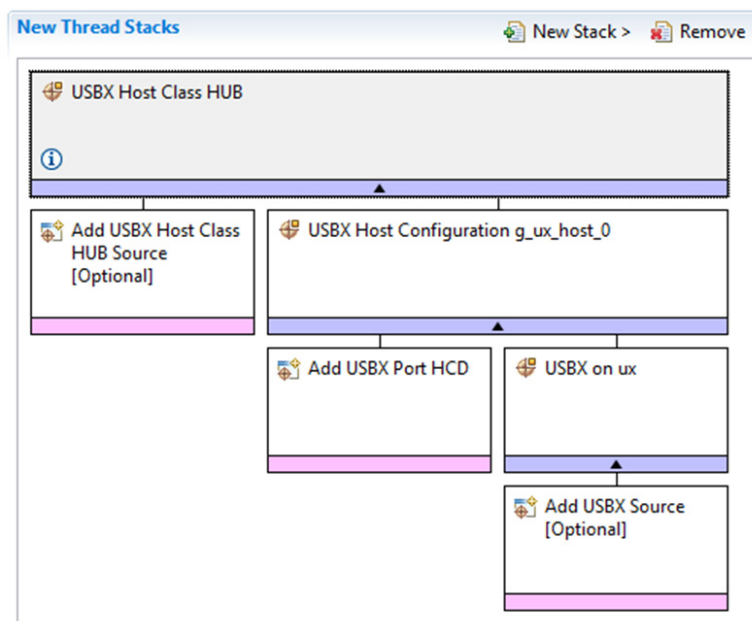 New Thread Stacks
New Stack >
Remove
USBX Host Class HUB
Add USBX Host Class
HUB Source
[Optional]
USBX Host Configuration g_ux_host_0
Add USBX Port HCD
USBX on ux
Add USBX Source
[Optional]